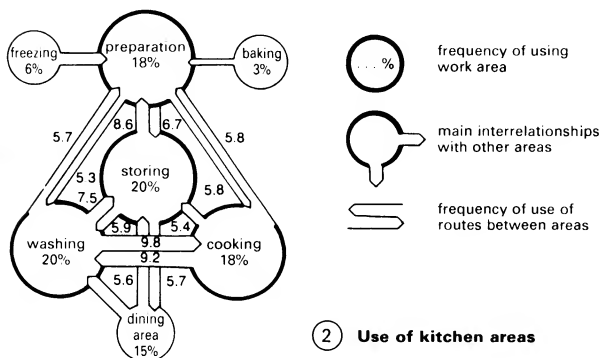 freezing
6%
preparation
18%
baking
3%
5.7
8.6
6.7
5.8
5.3
7.5
storing
20%
5.8
washing
20%
5.9
9.8
5.4
9.2
cooking
18%
5.6
5.7
dining
area
15%
. . . . %
frequency of using
work area
main interrelationships
with other areas
frequency of use of
routes between areas
2 Use of kitchen areas